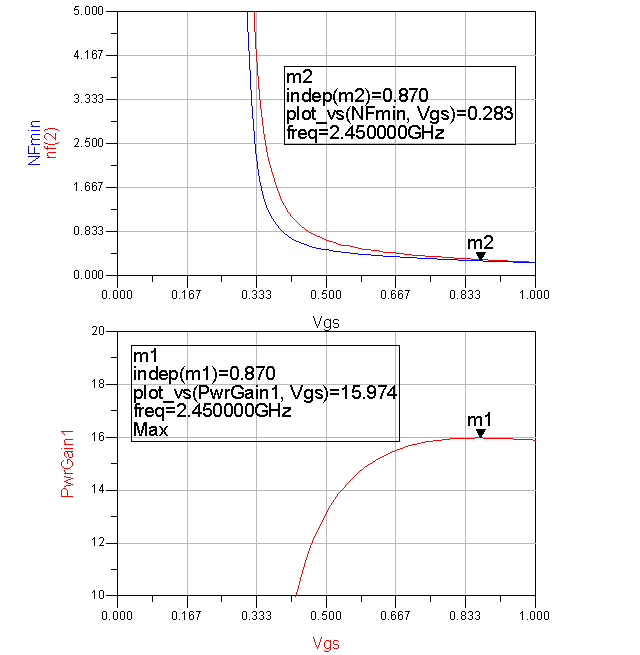 5.000
4.167
3.333
2.500
1.667
0.833
0.000
NFmin
nf(2)
m2
indep(m2)=0.870
plot_vs(NFmin, Vgs)=0.283
freq=2.450000GHz
m2
0.000 0.167 0.333 0.500 0.667 0.833 1.000
Vgs
20
18
16
14
12
10
PwrGain1
m1
indep(m1)=0.870
plot_vs(PwrGain1, Vgs)=15.974
freq=2.450000GHz
Max
m1
0.000 0.167 0.333 0.500 0.667 0.833 1.000
Vgs